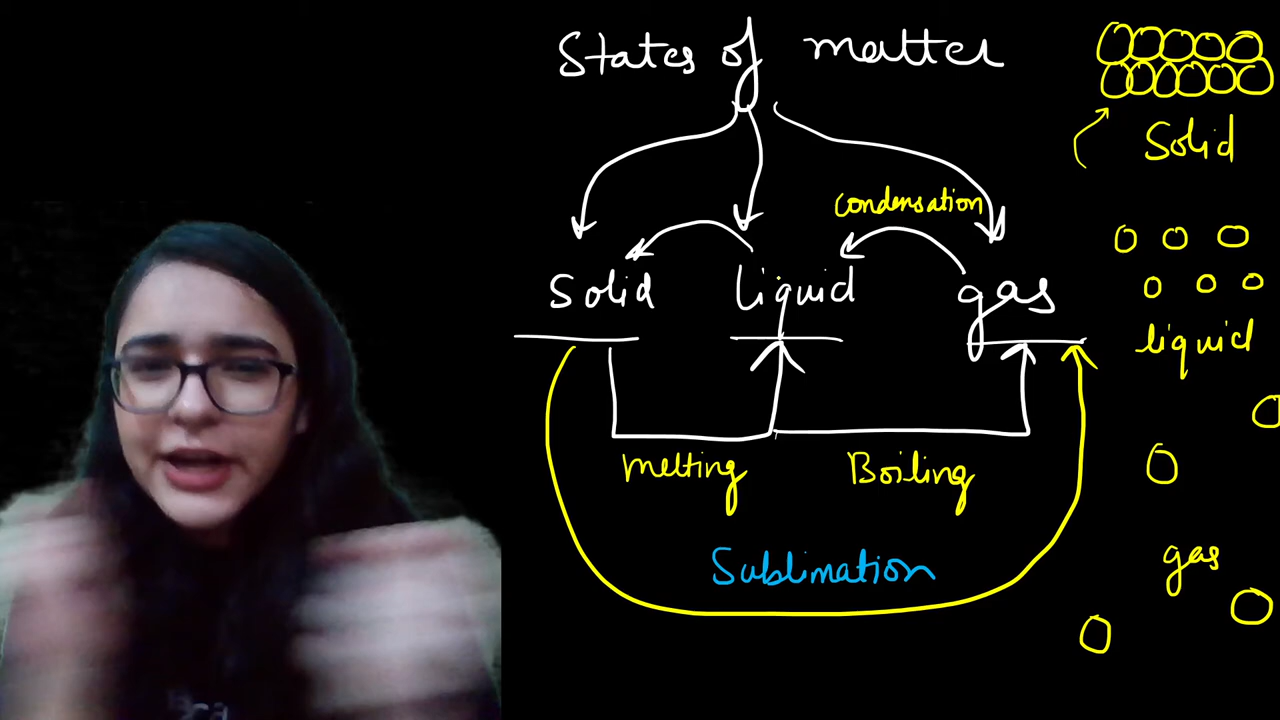 States of matter
Solid
condensation
Solid liquid gas
liquid
Melting Boiling
Sublimation
gas